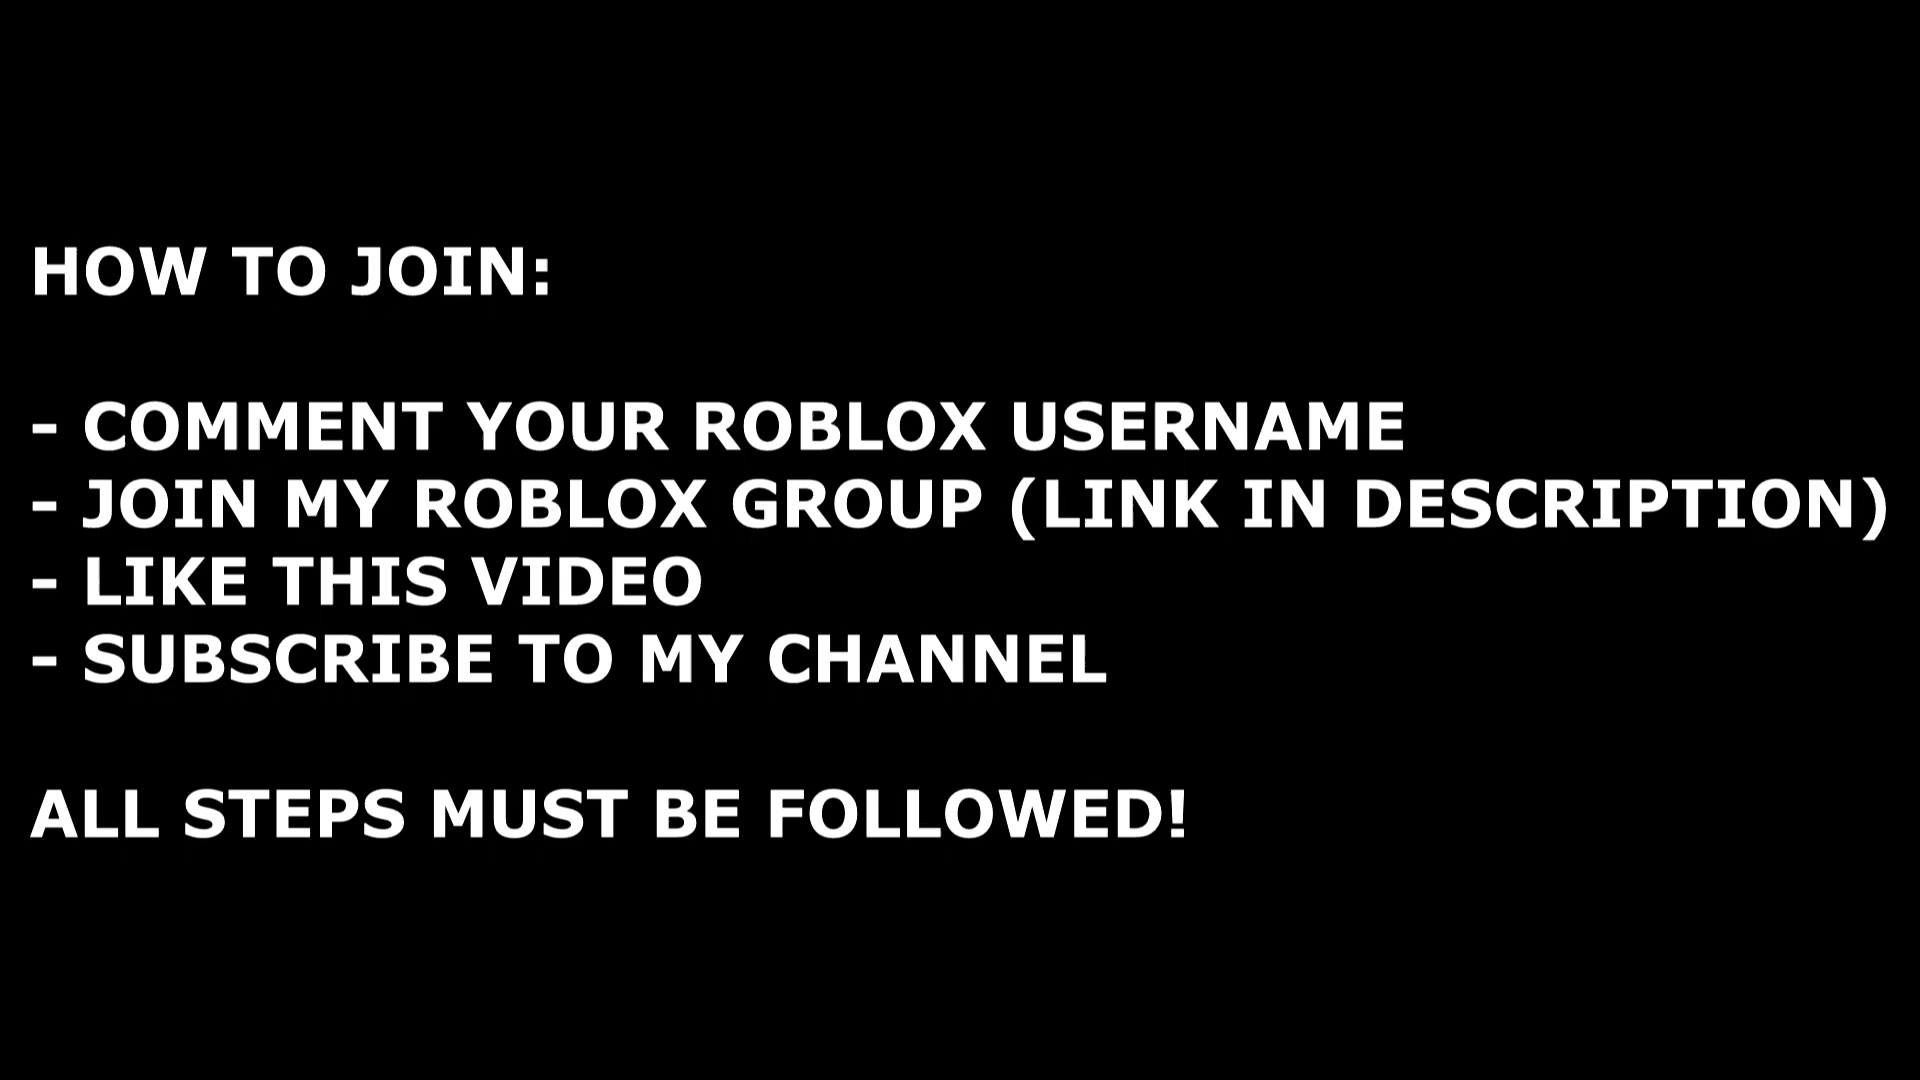 HOW TO JOIN:
- COMMENT YOUR ROBLOX USERNAME
- JOIN MY ROBLOX GROUP (LINK IN DESCRIPTION)
- LIKE THIS VIDEO
- SUBSCRIBE TO MY CHANNEL
ALL STEPS MUST BE FOLLOWED!